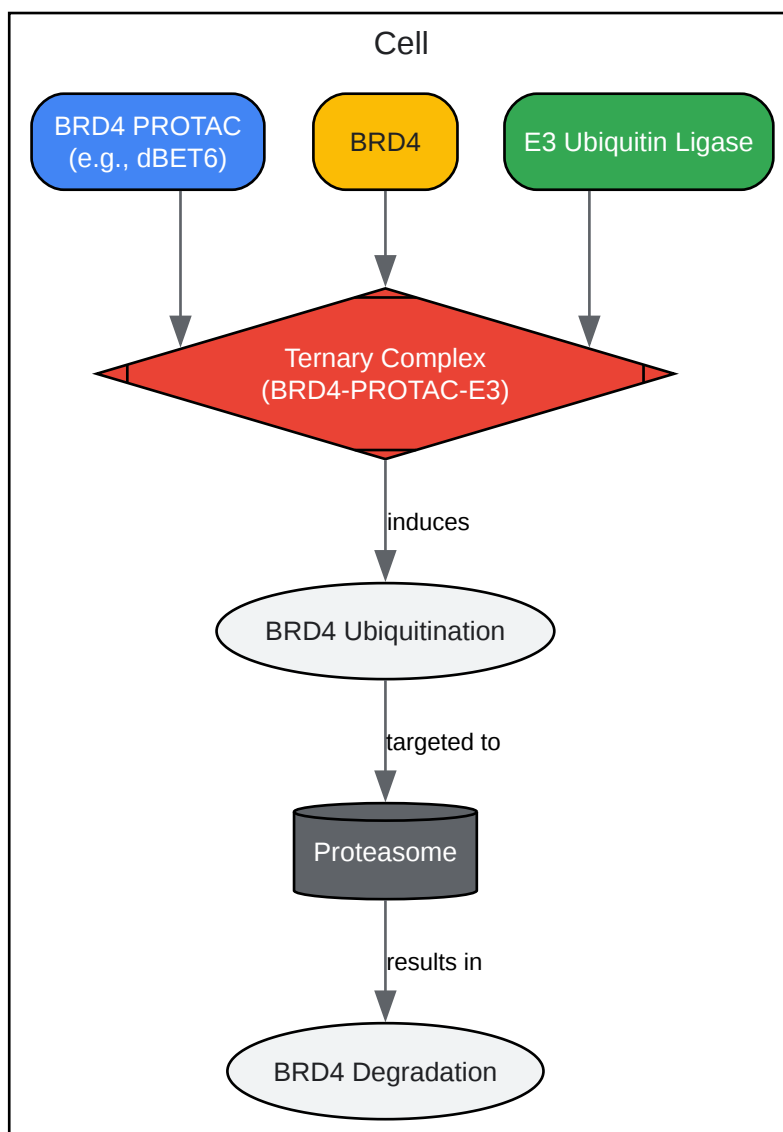 Cell
BRD4 PROTAC
(e.g., dBET6)
BRD4
E3 Ubiquitin Ligase
Ternary Complex
(BRD4-PROTAC-E3)
induces
BRD4 Ubiquitination
targeted to
Proteasome
results in
BRD4 Degradation